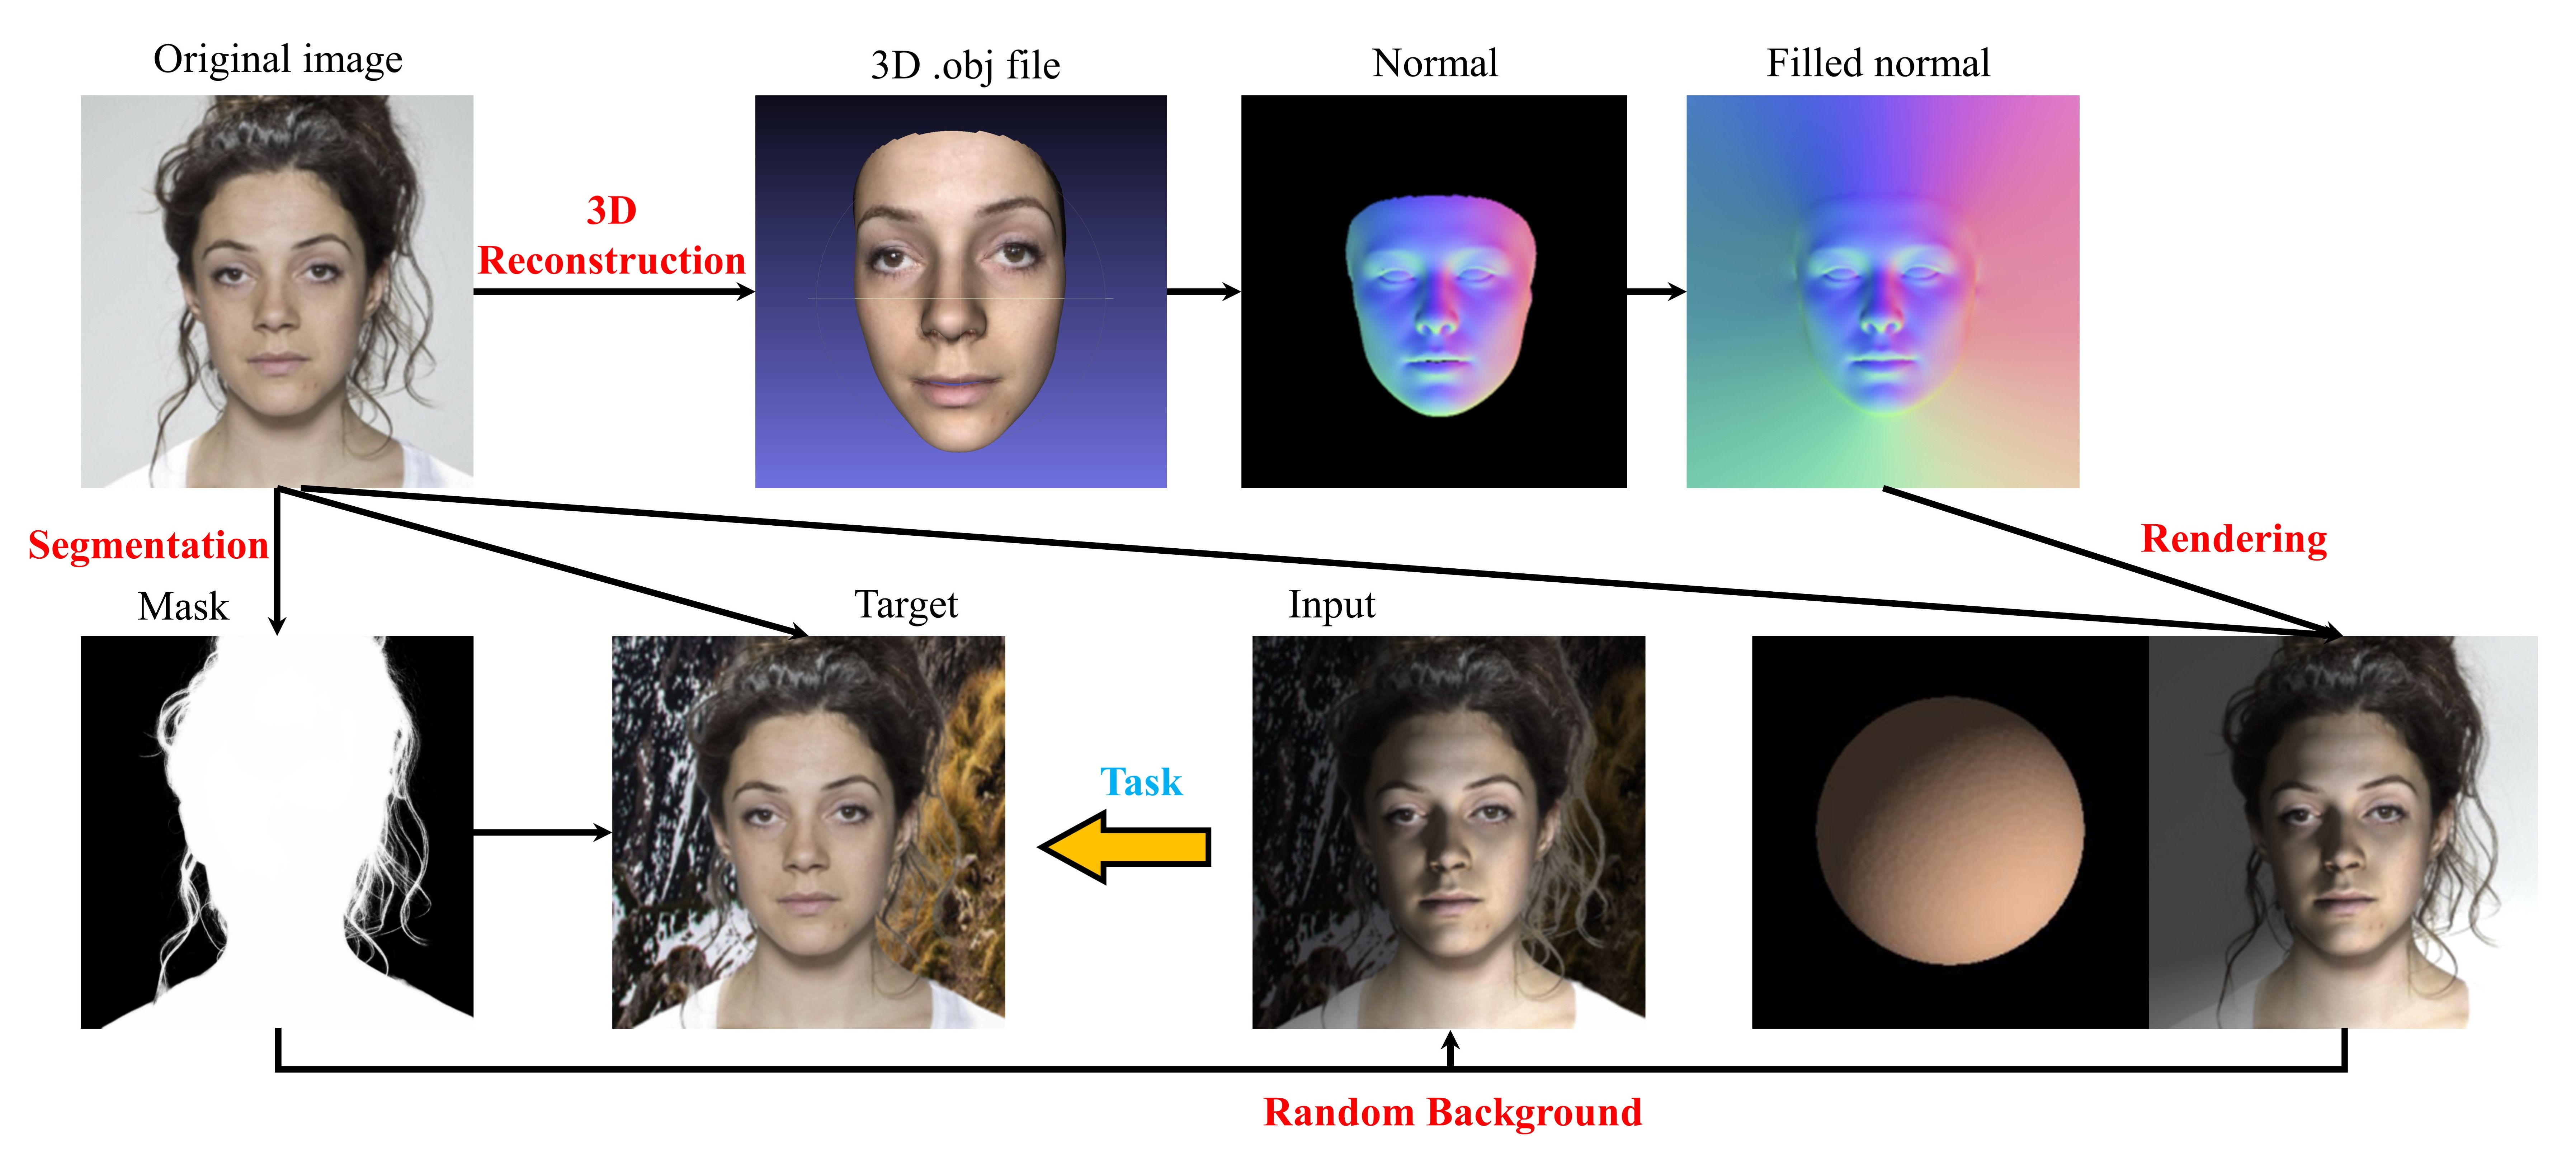 Original image
3D .obj file
Normal
Filled normal
3D
Reconstruction
Segmentation
Rendering
Mask
Target
Input
Task
Random Background